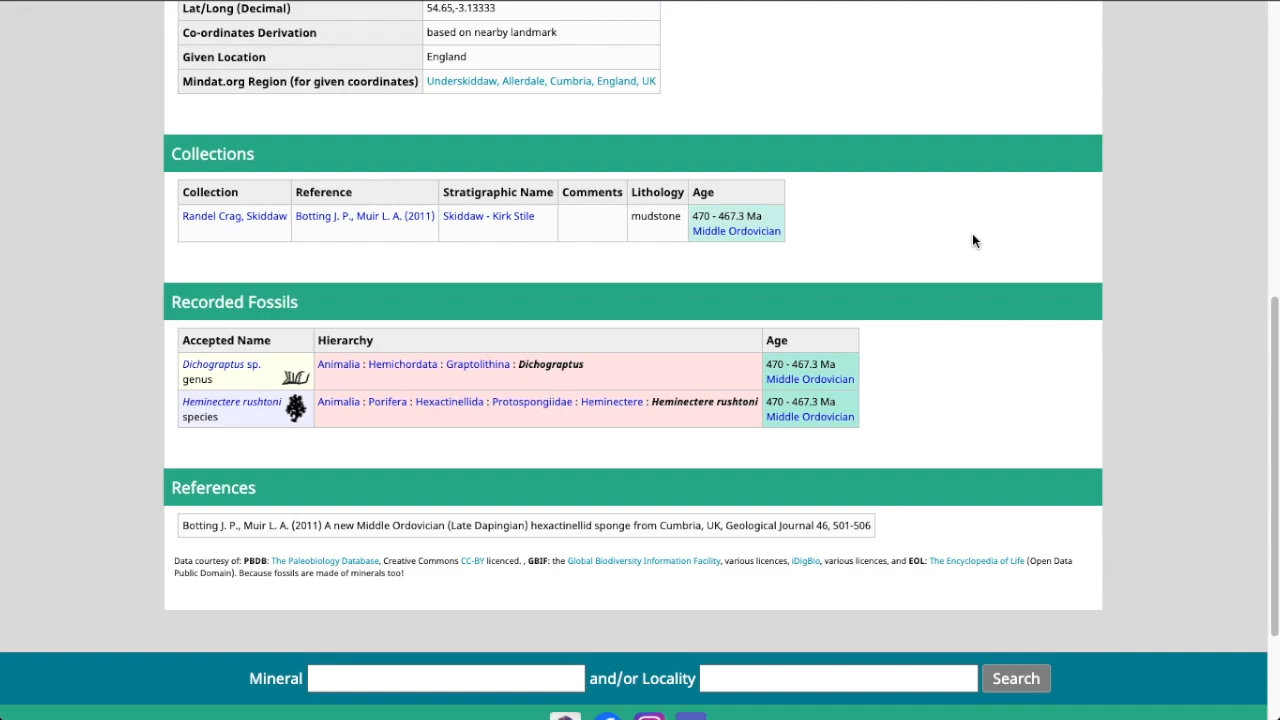 Lat/Long (Decimal) 54.65,-3.13333
Co-ordinates Derivation based on nearby landmark
Given Location England
Mindat.org Region (for given coordinates) Underskiddaw, Allerdale, Cumbria, England, UK
Collections
Collection Reference Stratigraphic Name Comments Lithology Age
Randel Crag, Skiddaw Botting J. P., Muir L. A. (2011) Skiddaw - Kirk Stile mudstone 470 - 467.3 Ma
Middle Ordovician
Recorded Fossils
Accepted Name Hierarchy Age
Dichograptus sp. Animalia : Hemichordata : Graptolithina : Dichograptus 470 - 467.3 Ma
genus Middle Ordovician
Heminectere rushtoni Animalia : Porifera : Hexactinellida : Protospongiidae : Heminectere : Heminectere rushtoni 470 - 467.3 Ma
species Middle Ordovician
References
Botting J. P., Muir L. A. (2011) A new Middle Ordovician (Late Dapingian) hexactinellid sponge from Cumbria, UK, Geological Journal 46, 501-506
Data courtesy of: PBDB: The Paleobiology Database, Creative Commons CC-BY licenced. , GBIF: the Global Biodiversity Information Facility, various licences, iDigBio, various licences, and EOL: The Encyclopedia of Life (Open Data
Public Domain). Because fossils are made of minerals too!
Mineral and/or Locality Search